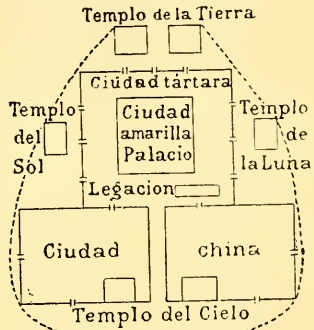 Templo de la Tierra
Ciudad tártara
Templo
del
Sol
Ciudad
amarilla
Palacio
Templo
de
la Luna
Legacion
Ciudad
china
Templo del Cielo